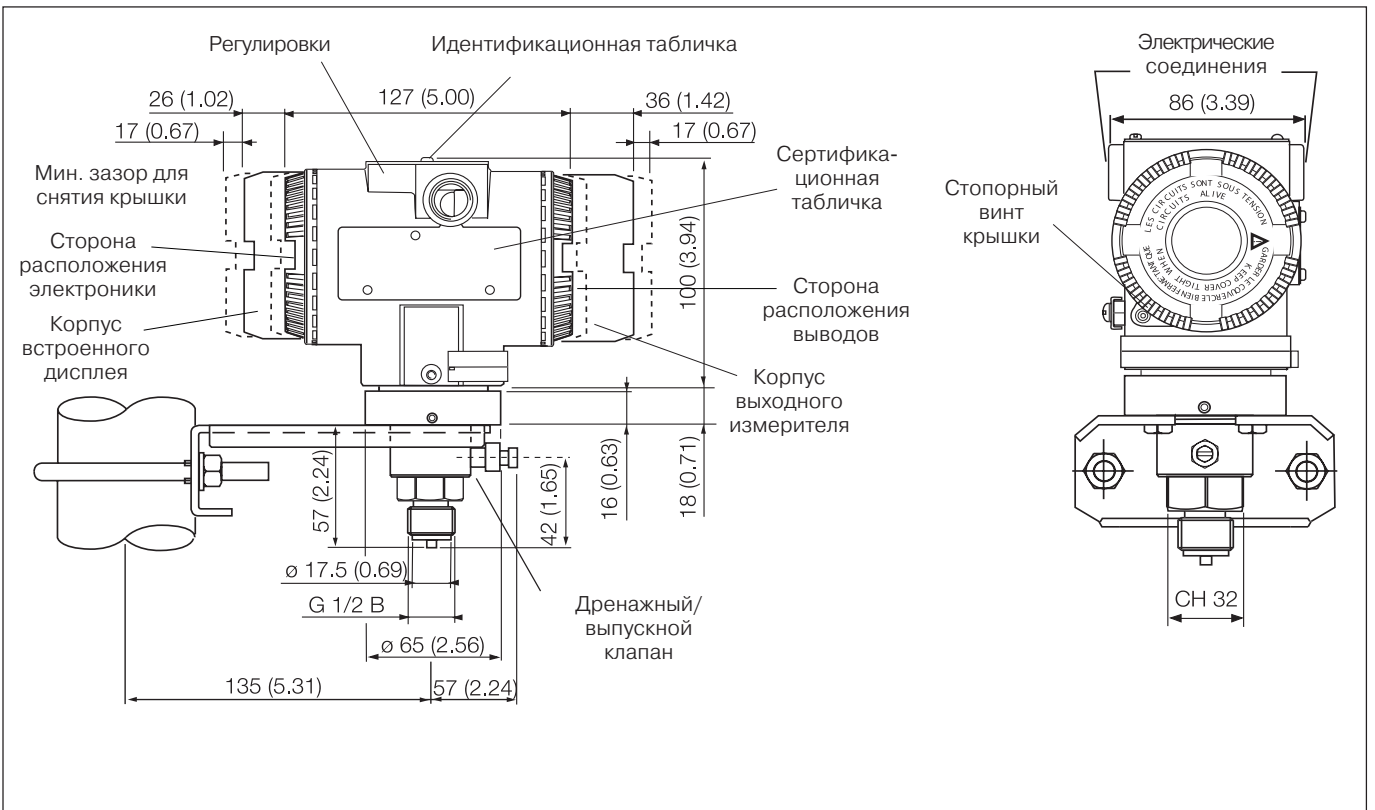 Регулировки
Идентификационная табличка
26 (1.02)
127 (5.00)
36 (1.42)
17 (0.67)
17 (0.67)
Мин. зазор для
снятия крышки
Сертифика-
ционная
табличка
Сторона
расположения
электроники
100 (3.94)
Сторона
расположения
выводов
Корпус
встроенного
дисплея
Корпус
выходного
измерителя
57 (2.24)
42 (1.65)
16 (0.63)
18 (0.71)
ø 17.5 (0.69)
G 1/2 B
ø 65 (2.56)
Дренажный/
выпускной
клапан
135 (5.31)
57 (2.24)
Электрические
соединения
86 (3.39)
Стопорный
винт
крышки
LES CIRCUITS SONT SOUS TENSION
CIRCUITS ALIVE
GARDER LE COUVERCLE BIEN FERME TANT QUE
KEEP COVER TIGHT WHEN
CH 32